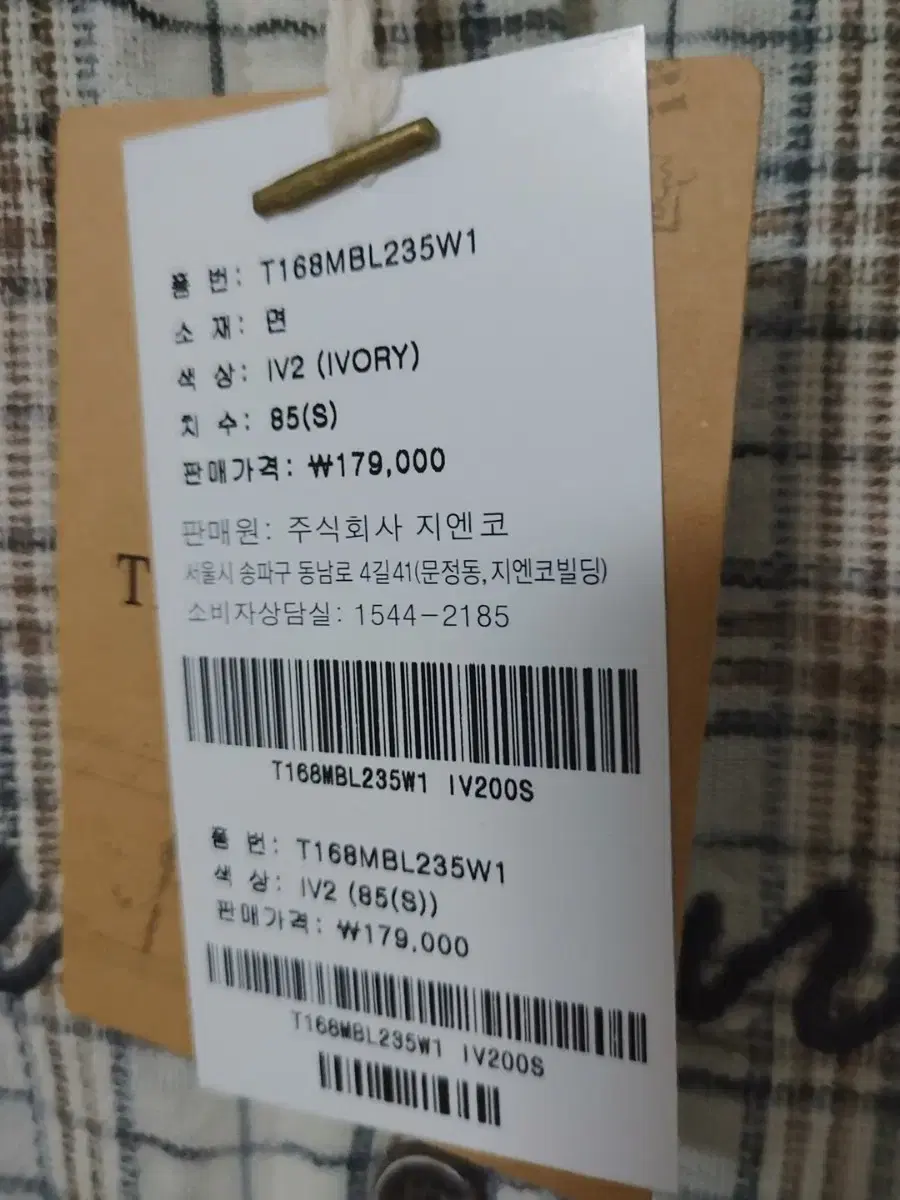 품 번: T168MBL235W1
소 재: 면
색 상: IV2 (IVORY)
치 수: 85(S)
판매가격: ₩179,000
판매원: 주식회사 지엔코
서울시 송파구 동남로 4길41(문정동,지엔코빌딩)
소비자상담실: 1544-2185
T168MBL235W1 IV200S
품 번: T168MBL235W1
색 상: IV2 (85(S))
판매가격: ₩179,000
T168MBL235W1 IV200S